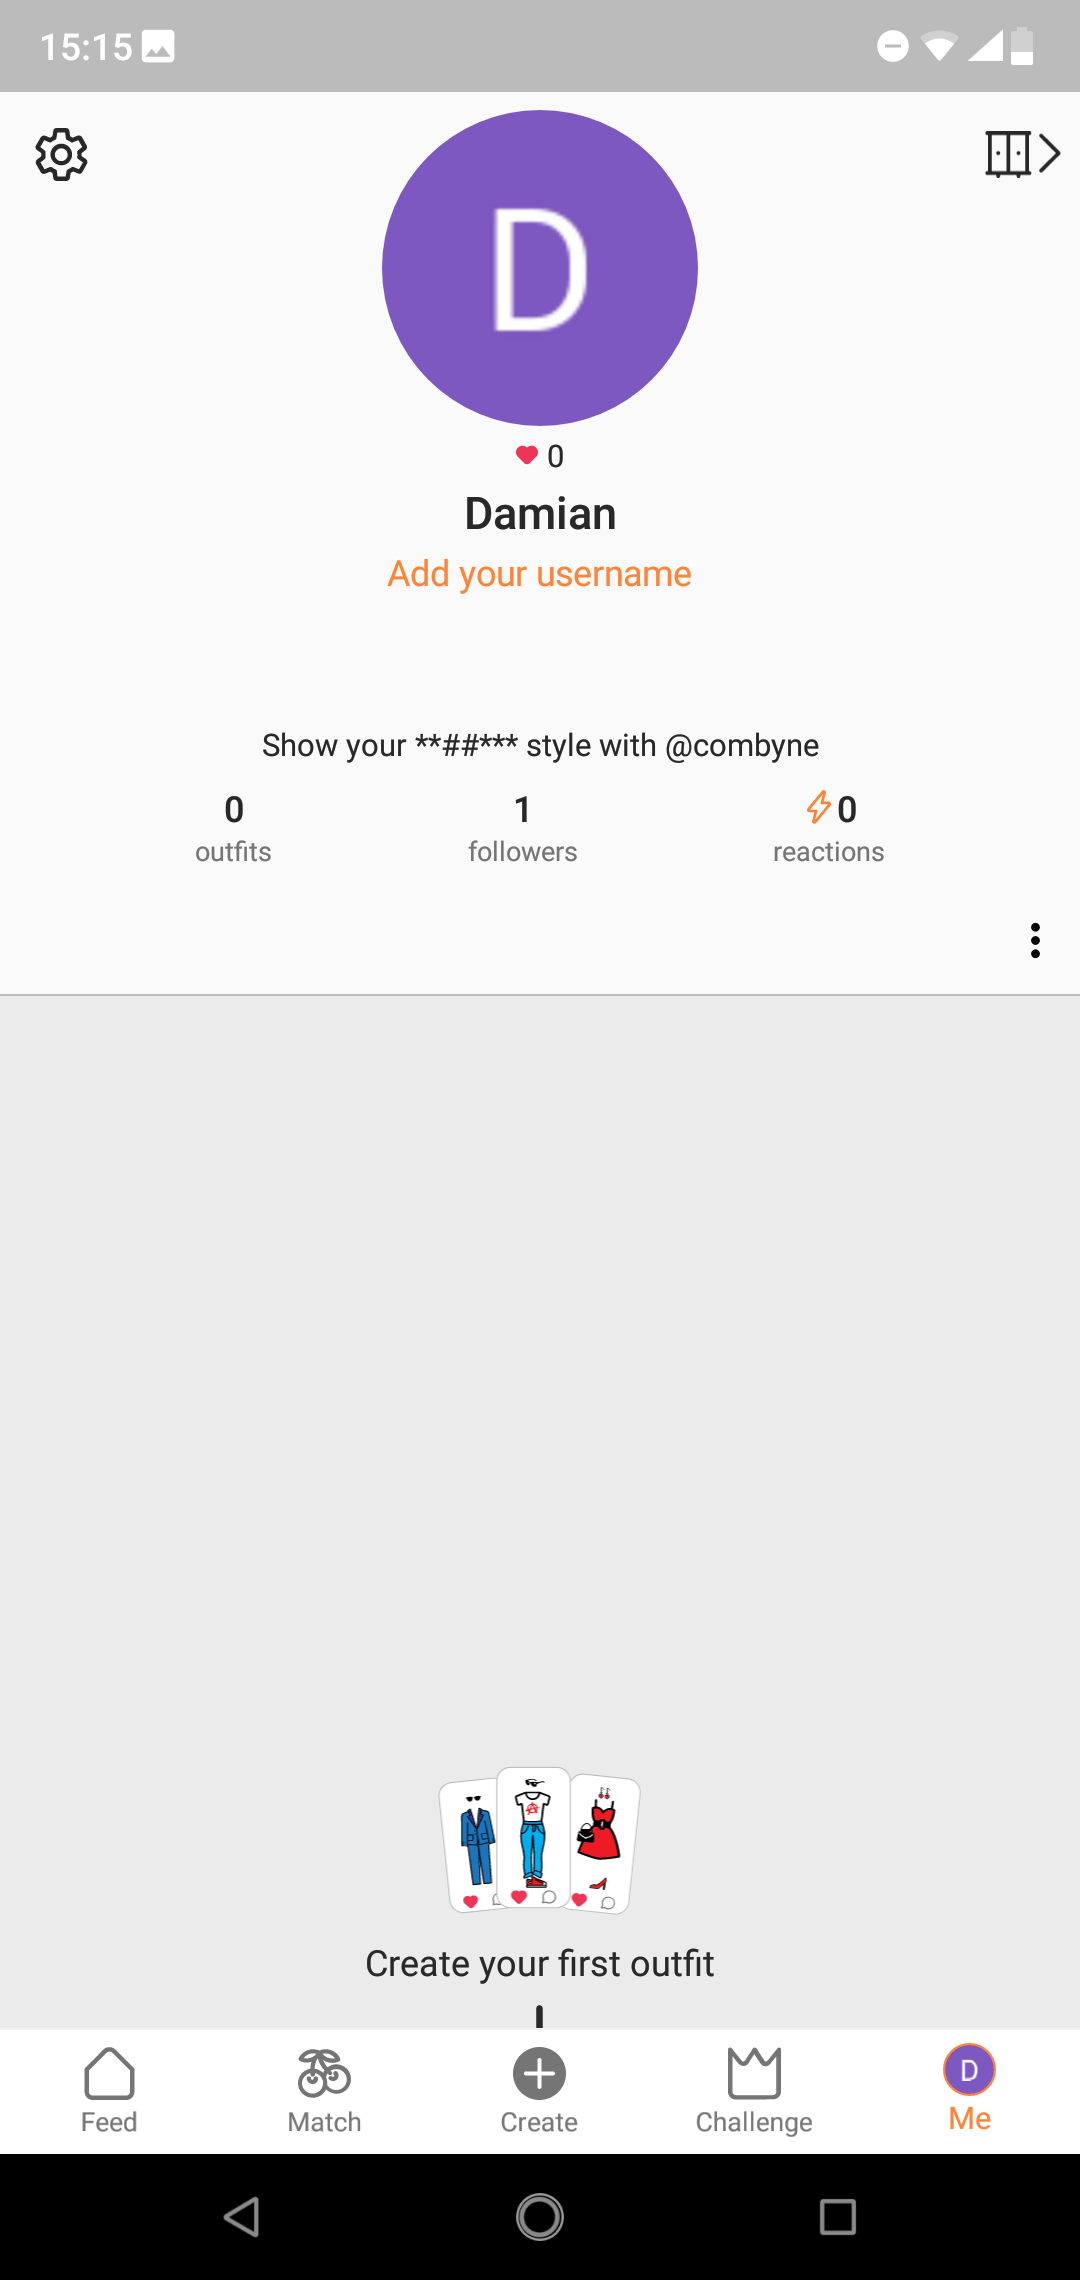 15:15
D
0
Damian
Add your username
Show your **##*** style with @combyne
0 1 0
outfits followers reactions
Create your first outfit
D
Feed Match Create Challenge Me